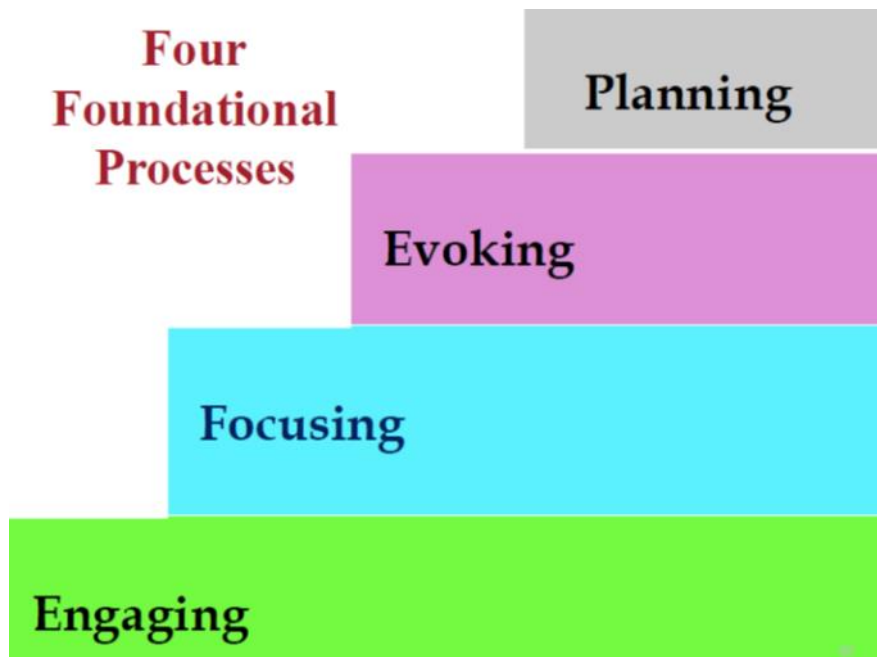 Four
Foundational
Processes
Planning
Evoking
Focusing
Engaging